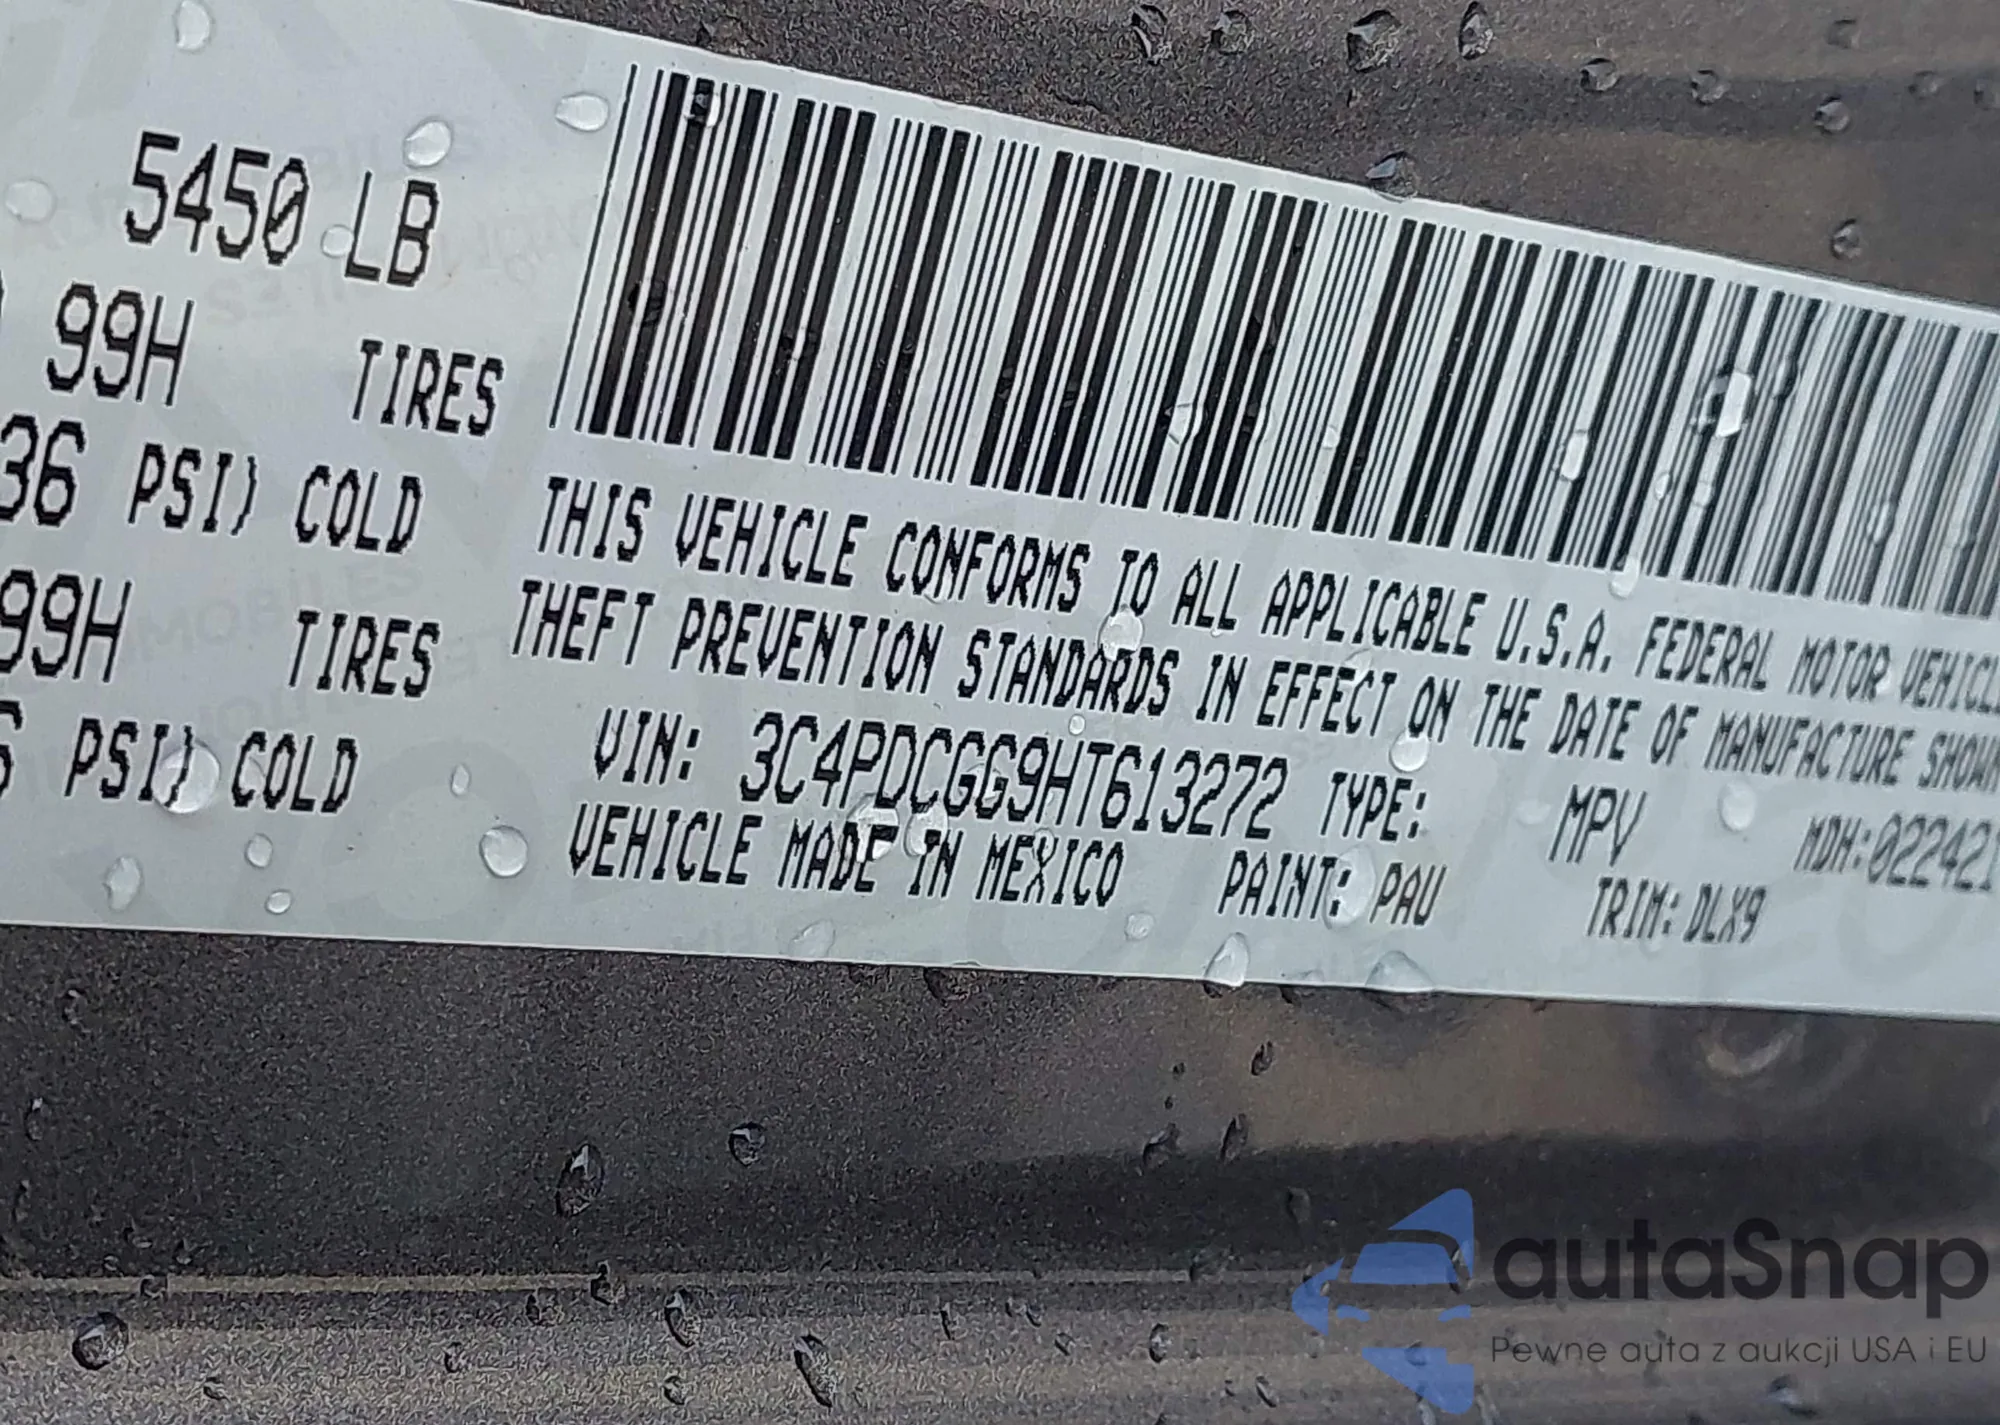 5450 LB
99H TIRES
36 PSI) COLD
99H TIRES
PSI) COLD
THIS VEHICLE CONFORMS TO ALL APPLICABLE U.S.A. FEDERAL MOTOR VEHICLE
THEFT PREVENTION STANDARDS IN EFFECT ON THE DATE OF MANUFACTURE SHOWN
VIN: 3C4PDCGG9HT613272 TYPE: MPV MDH:022421
VEHICLE MADE IN MEXICO PAINT: PAU TRIM: DLX9
autaSnap
Pewne auta z aukcji USA i EU